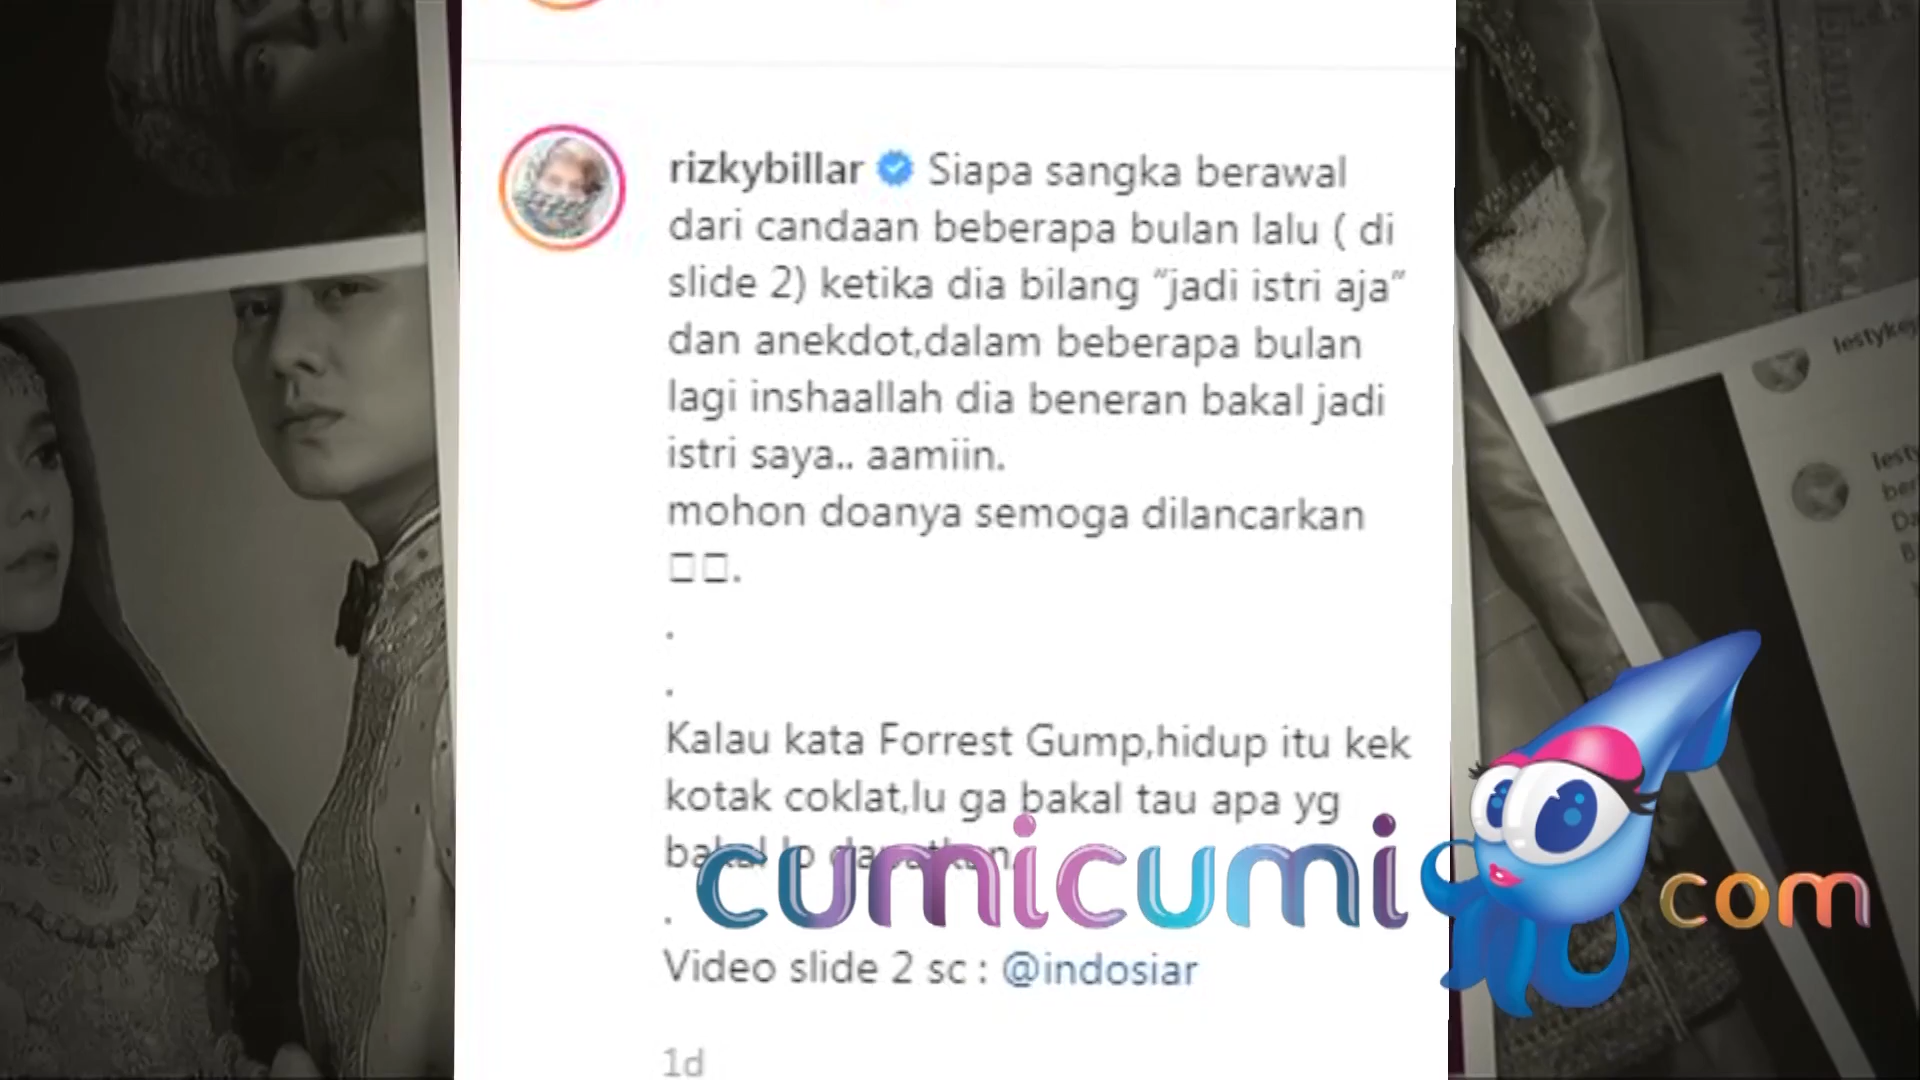 rizkybillar Siapa sangka berawal
dari candaan beberapa bulan lalu ( di
slide 2) ketika dia bilang "jadi istri aja"
dan anekdot,dalam beberapa bulan
lagi inshaallah dia beneran bakal jadi
istri saya.. aamiin.
mohon doanya semoga dilancarkan
.
.
.
Kalau kata Forrest Gump,hidup itu kek
kotak coklat,lu ga bakal tau apa yg
bakal lo dapatkan.
.
Video slide 2 sc : @indosiar
1d
cumicumi com